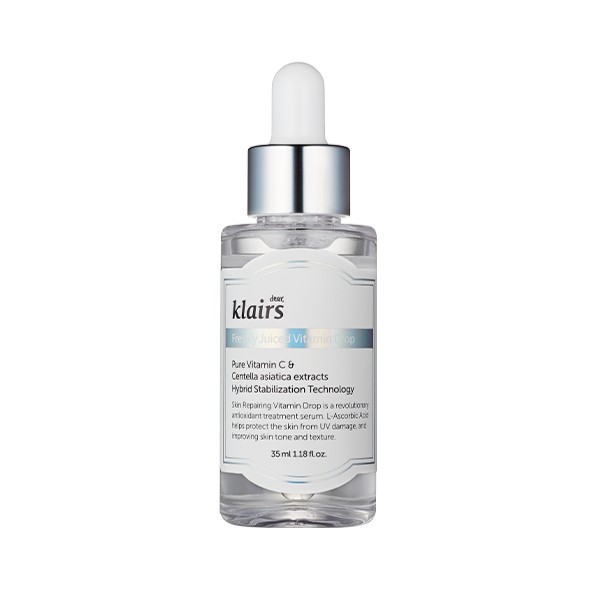 dear,
klairs
Freshly Juiced Vitamin Drop
Pure Vitamin C &
Centella asiatica extracts
Hybrid Stabilization Technology
Skin Repairing Vitamin Drop is a revolutionary
antioxidant treatment serum. L-Ascorbic Acid
helps protect the skin from UV damage, and
improving skin tone and texture.
35 ml 1.18 fl. oz.